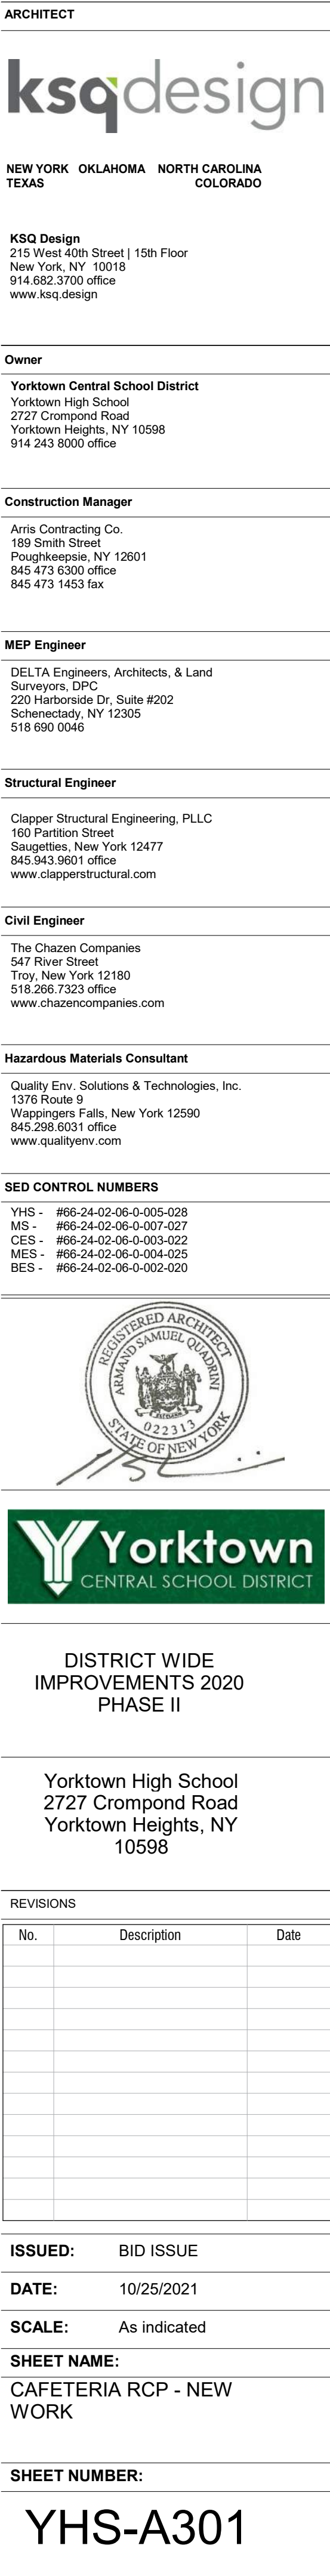 ARCHITECT
ksqdesign
NEW YORK OKLAHOMA NORTH CAROLINA
TEXAS COLORADO
KSQ Design
215 West 40th Street | 15th Floor
New York, NY 10018
914.682.3700 office
www.ksq.design
Owner
Yorktown Central School District
Yorktown High School
2727 Crompond Road
Yorktown Heights, NY 10598
914 243 8000 office
Construction Manager
Arris Contracting Co.
189 Smith Street
Poughkeepsie, NY 12601
845 473 6300 office
845 473 1453 fax
MEP Engineer
DELTA Engineers, Architects, & Land
Surveyors, DPC
220 Harborside Dr, Suite #202
Schenectady, NY 12305
518 690 0046
Structural Engineer
Clapper Structural Engineering, PLLC
160 Partition Street
Saugetties, New York 12477
845.943.9601 office
www.clapperstructural.com
Civil Engineer
The Chazen Companies
547 River Street
Troy, New York 12180
518.266.7323 office
www.chazencompanies.com
Hazardous Materials Consultant
Quality Env. Solutions & Technologies, Inc.
1376 Route 9
Wappingers Falls, New York 12590
845.298.6031 office
www.qualityenv.com
SED CONTROL NUMBERS
YHS - #66-24-02-06-0-005-028
MS - #66-24-02-06-0-007-027
CES - #66-24-02-06-0-003-022
MES - #66-24-02-06-0-004-025
BES - #66-24-02-06-0-002-020
REGISTERED ARCHITECT
ARMAND SAMUEL QUADRINI
022313
STATE OF NEW YORK
Yorktown
CENTRAL SCHOOL DISTRICT
DISTRICT WIDE
IMPROVEMENTS 2020
PHASE II
Yorktown High School
2727 Crompond Road
Yorktown Heights, NY
10598
REVISIONS
No. Description Date
ISSUED: BID ISSUE
DATE: 10/25/2021
SCALE: As indicated
SHEET NAME:
CAFETERIA RCP - NEW
WORK
SHEET NUMBER:
YHS-A301